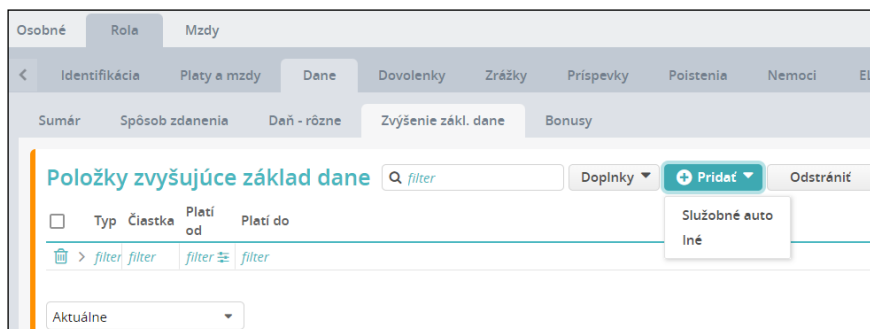 Osobné Rola Mzdy
Identifikácia Platy a mzdy Dane Dovolenky Zrážky Príspevky Poistenia Nemoci
Sumár Spôsob zdanenia Daň - rôzne Zvýšenie zákl. dane Bonusy
Položky zvyšujúce základ dane filter Doplnky Pridať Odstrániť
Služobné auto
Iné
Typ Čiastka Platí od Platí do
filter filter filter filter
Aktuálne